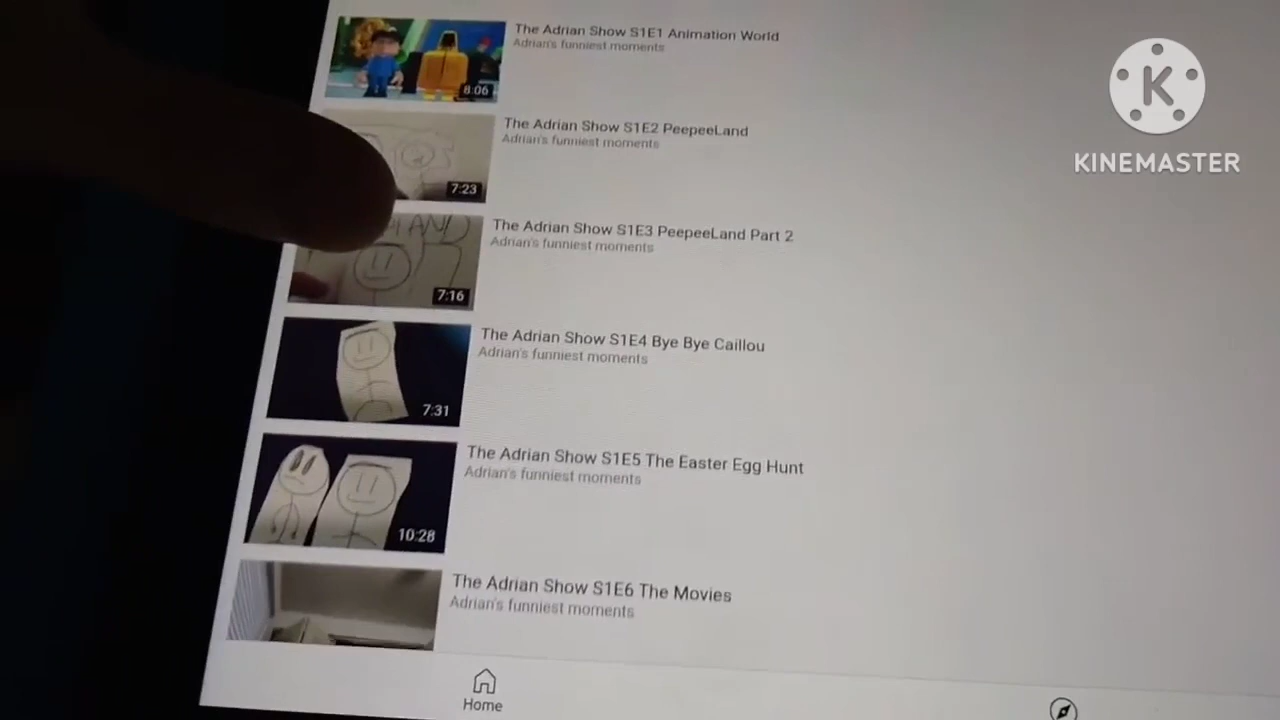 The Adrian Show S1E1 Animation World
Adrian's funniest moments
8:06
K
KINEMASTER
The Adrian Show S1E2 PeepeeLand
Adrian's funniest moments
7:23
The Adrian Show S1E3 PeepeeLand Part 2
Adrian's funniest moments
7:16
The Adrian Show S1E4 Bye Bye Caillou
Adrian's funniest moments
7:31
The Adrian Show S1E5 The Easter Egg Hunt
Adrian's funniest moments
10:28
The Adrian Show S1E6 The Movies
Adrian's funniest moments
Home